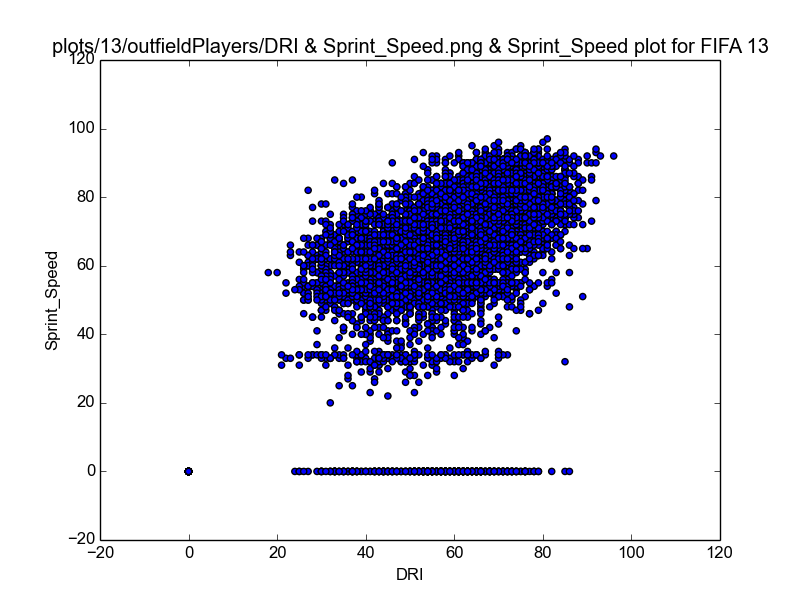 plots/13/outfieldPlayers/DRI & Sprint_Speed.png & Sprint_Speed plot for FIFA 13
120
100
80
60
40
20
0
−20
Sprint_Speed
−20 0 20 40 60 80 100 120
DRI